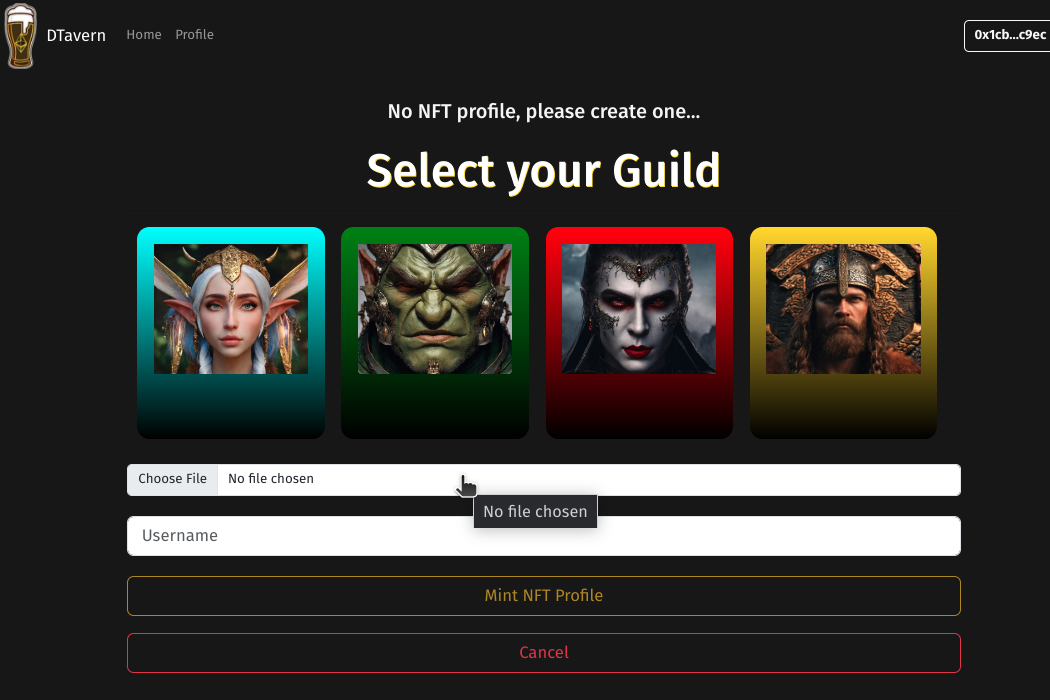 DTavern
Home
Profile
0x1cb...c9ec
No NFT profile, please create one...
Select your Guild
Choose File
No file chosen
No file chosen
Username
Mint NFT Profile
Cancel